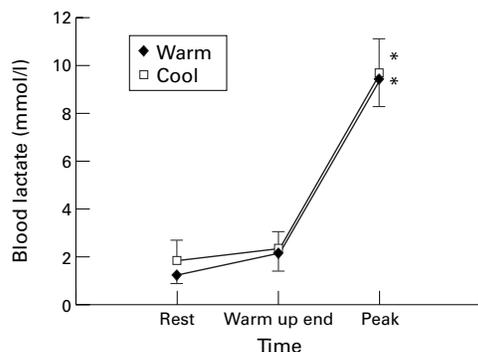 12
10
8
6
4
2
0
Blood lactate (mmol/l)
Warm
Cool
*
*
Rest Warm up end Peak
Time